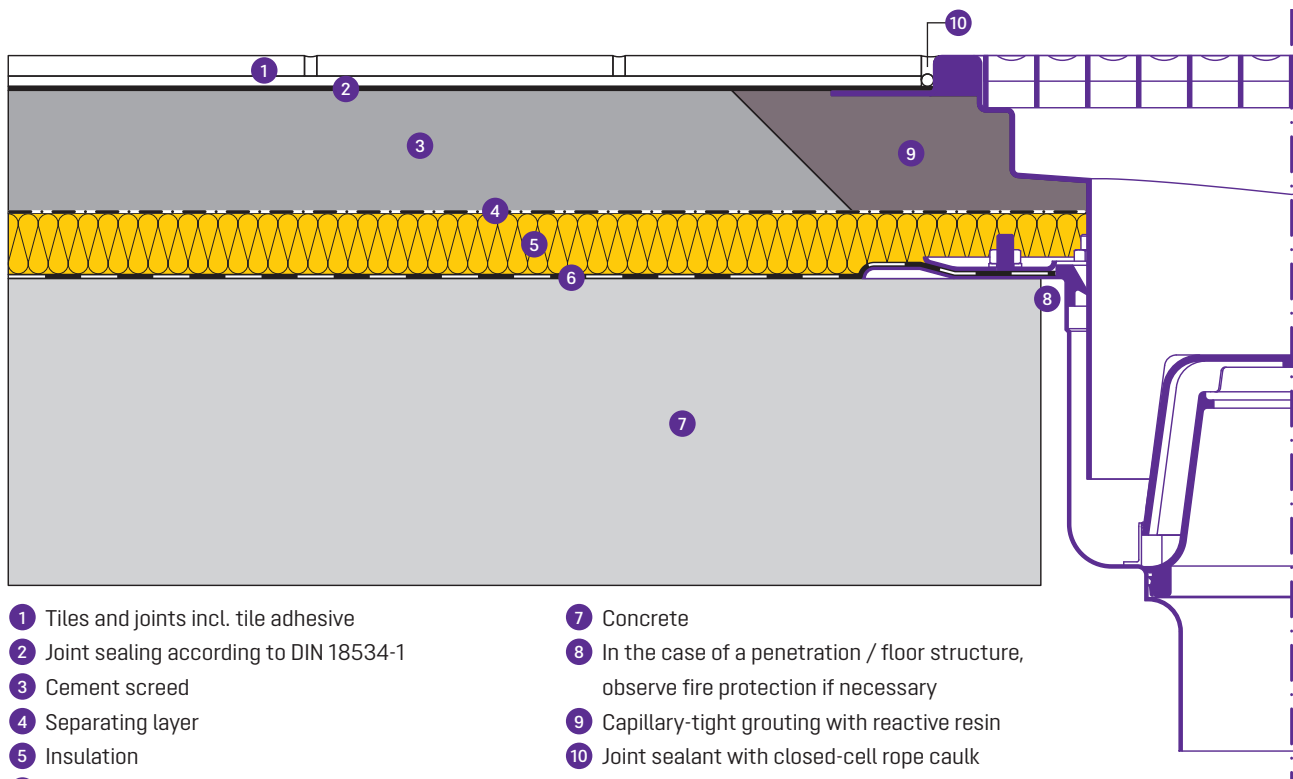 10
1
2
3
9
4
5
6
8
7
1 Tiles and joints incl. tile adhesive
2 Joint sealing according to DIN 18534-1
3 Cement screed
4 Separating layer
5 Insulation
7 Concrete
8 In the case of a penetration / floor structure,
observe fire protection if necessary
9 Capillary-tight grouting with reactive resin
10 Joint sealant with closed-cell rope caulk